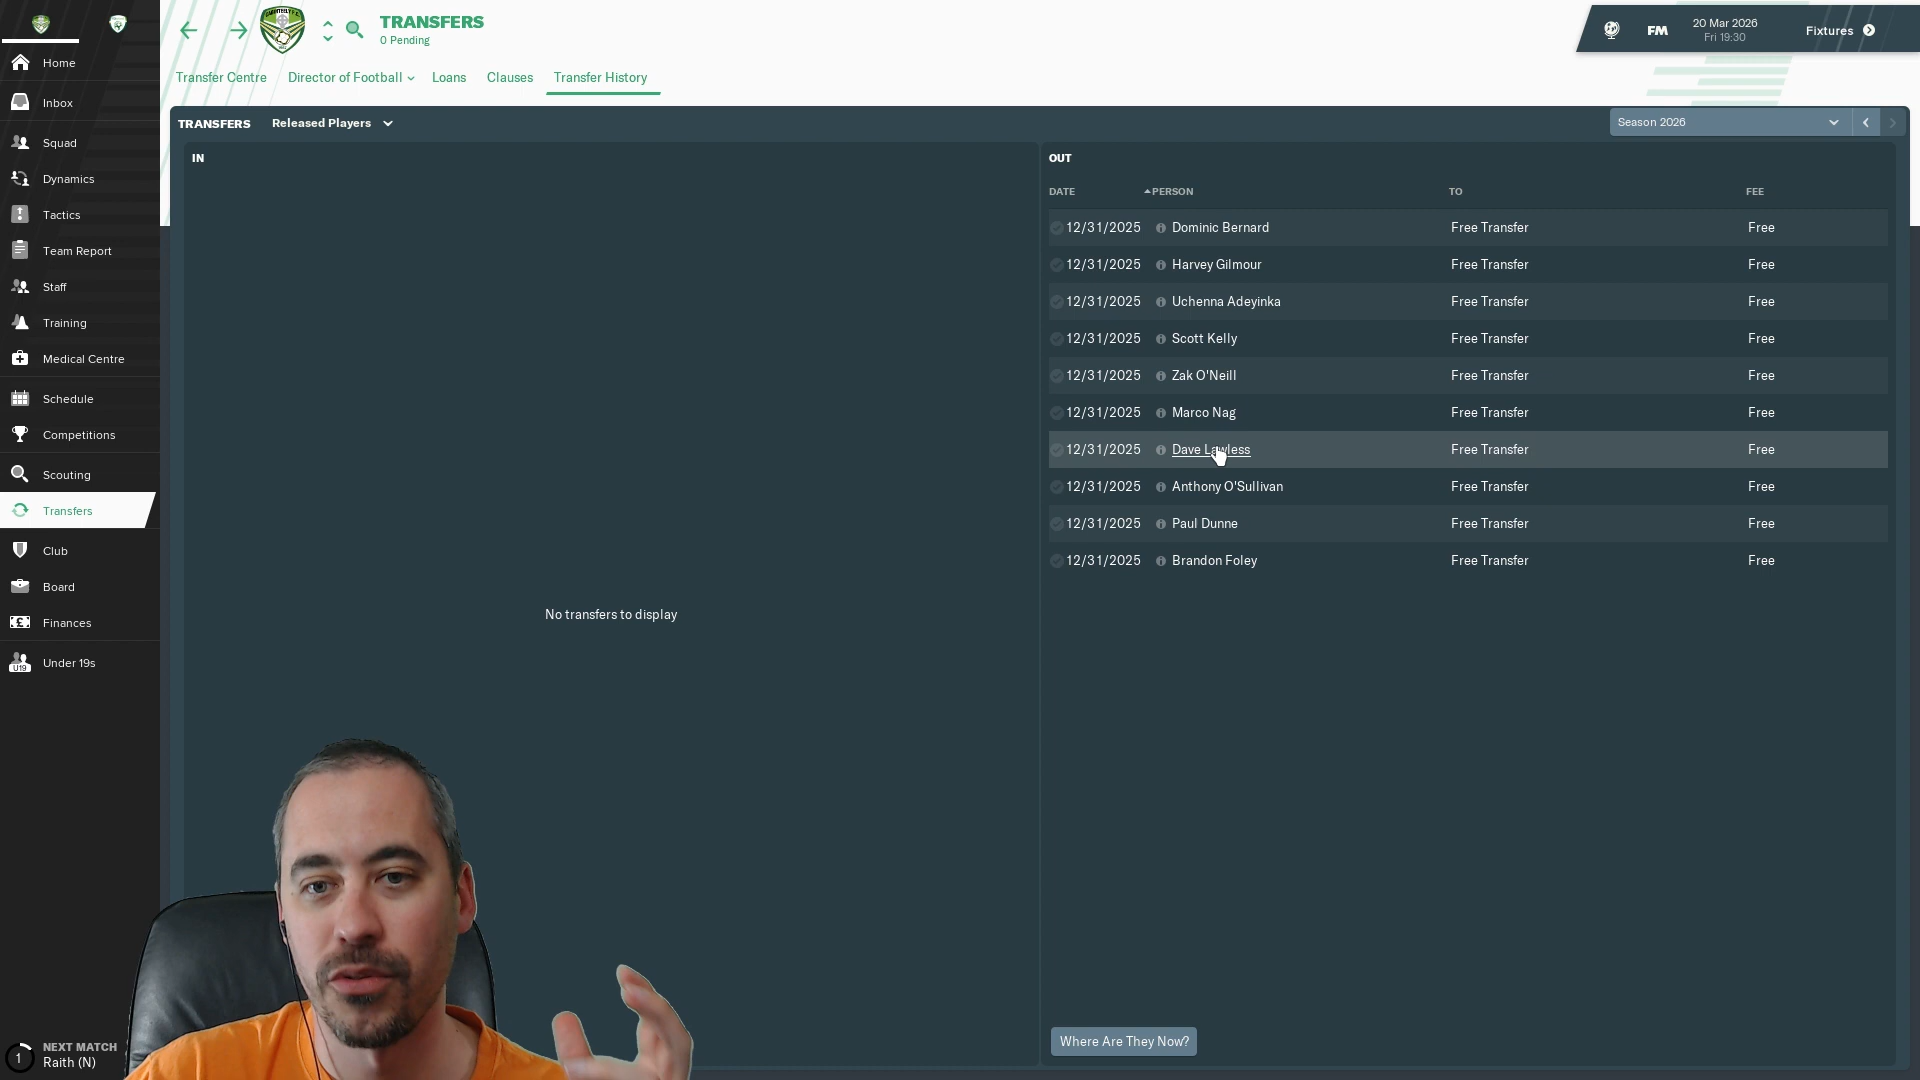 TRANSFERS
0 Pending
FM
20 Mar 2026
Fri 19:30
Fixtures
Transfer Centre
Director of Football
Loans
Clauses
Transfer History
Home
Inbox
Squad
Dynamics
Tactics
Team Report
Staff
Training
Medical Centre
Schedule
Competitions
Scouting
Transfers
Club
Board
Finances
U19
Under 19s
1
NEXT MATCH
Raith (N)
TRANSFERS
Released Players
Season 2026
IN
No transfers to display
OUT
DATE PERSON TO FEE
12/31/2025 Dominic Bernard Free Transfer Free
12/31/2025 Harvey Gilmour Free Transfer Free
12/31/2025 Uchenna Adeyinka Free Transfer Free
12/31/2025 Scott Kelly Free Transfer Free
12/31/2025 Zak O'Neill Free Transfer Free
12/31/2025 Marco Nag Free Transfer Free
12/31/2025 Dave Lawless Free Transfer Free
12/31/2025 Anthony O'Sullivan Free Transfer Free
12/31/2025 Paul Dunne Free Transfer Free
12/31/2025 Brandon Foley Free Transfer Free
Where Are They Now?